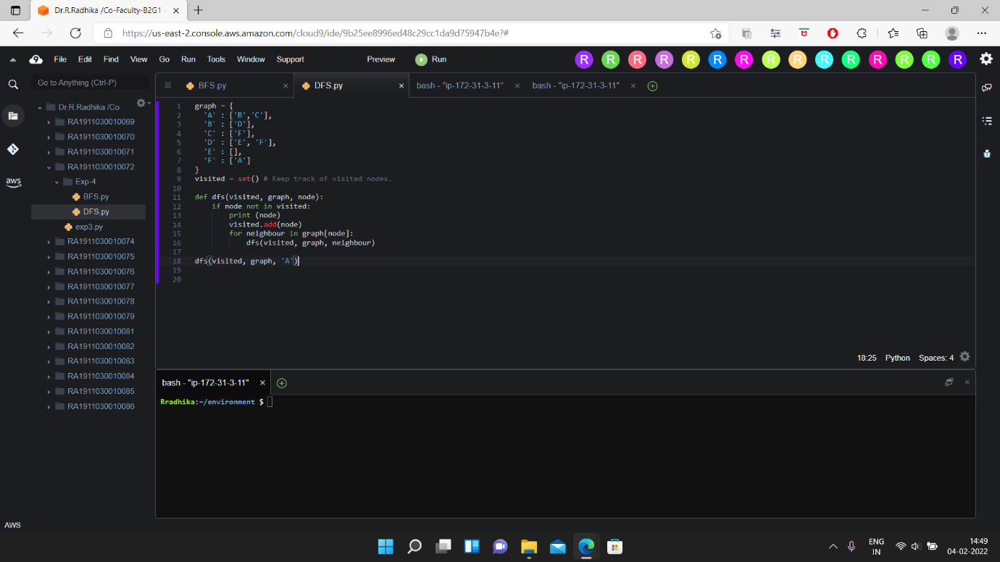 Dr.R.Radhika /Co-Faculty-B2G1 -
https://us-east-2.console.aws.amazon.com/cloud9/ide/9b25ee8996ed48c29cc1da9d75947b4e?#
9 File Edit Find View Go Run Tools Window Support Preview Run R R R R R R R R R R R R R R R
Go to Anything (Ctrl-P)
BFS.py DFS.py bash - "ip-172-31-3-11" bash - "ip-172-31-3-11"
Dr.R.Radhika /Co
RA1911030010069
RA1911030010070
RA1911030010071
RA1911030010072
Exp-4
BFS.py
DFS.py
exp3.py
RA1911030010074
RA1911030010075
RA1911030010076
RA1911030010077
RA1911030010078
RA1911030010079
RA1911030010081
RA1911030010082
RA1911030010083
RA1911030010084
RA1911030010085
RA1911030010086
aws
1 graph = {
2 'A' : ['B','C'],
3 'B' : ['D'],
4 'C' : ['F'],
5 'D' : ['E', 'F'],
6 'E' : [],
7 'F' : ['A']
8 }
9 visited = set() # Keep track of visited nodes.
10
11 def dfs(visited, graph, node):
12 if node not in visited:
13 print (node)
14 visited.add(node)
15 for neighbour in graph[node]:
16 dfs(visited, graph, neighbour)
17
18 dfs(visited, graph, 'A')
19
20
18:25 Python Spaces: 4
bash - "ip-172-31-3-11"
Rradhika:~/environment $
AWS
ENG
IN
14:49
04-02-2022